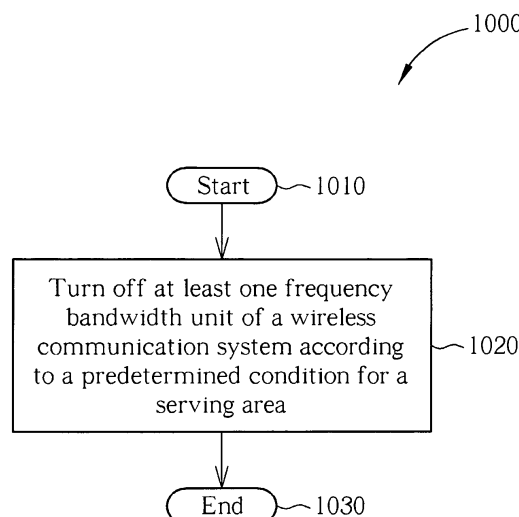 1000
Start
1010
Turn off at least one frequency
bandwidth unit of a wireless
communication system according
to a predetermined condition for a
serving area
1020
End
1030